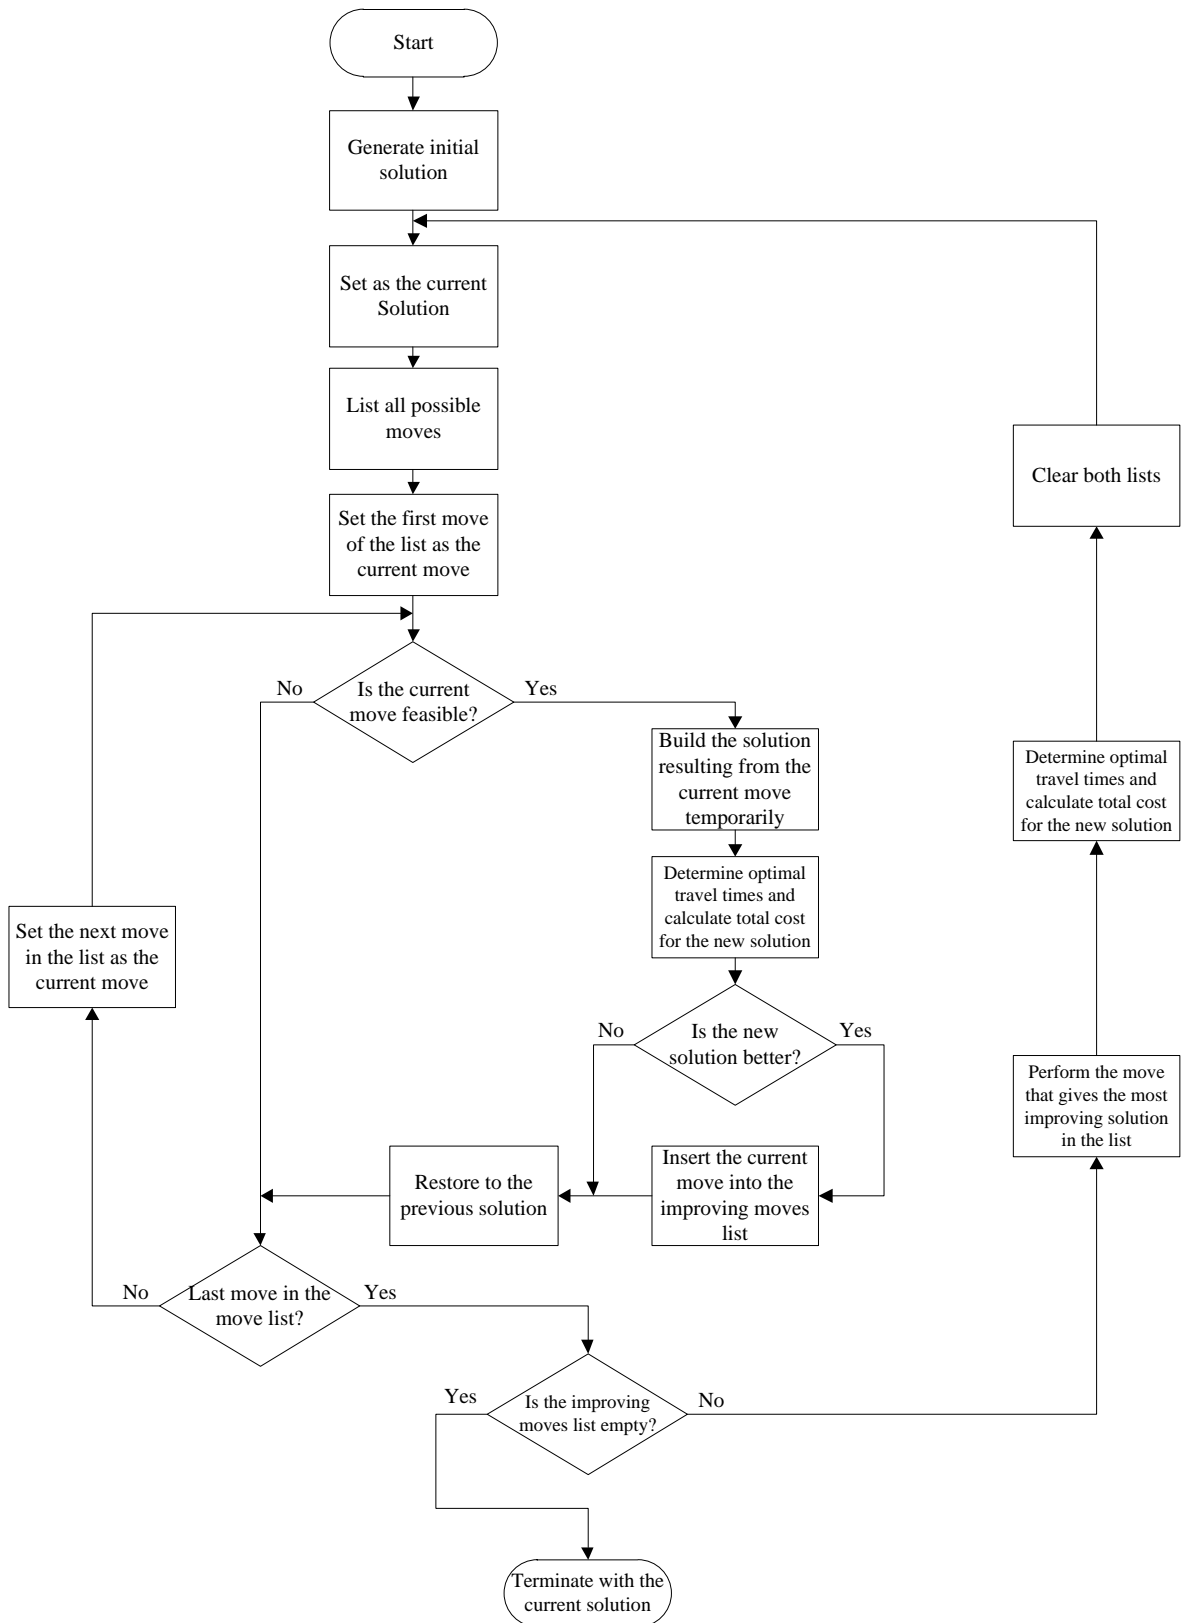 Start
Generate initial
solution
Set as the current
Solution
List all possible
moves
Clear both lists
Set the first move
of the list as the
current move
No
Is the current
move feasible?
Yes
Build the solution
resulting from the
current move
temporarily
Determine optimal
travel times and
calculate total cost
for the new solution
Determine optimal
travel times and
calculate total cost
for the new solution
Set the next move
in the list as the
current move
No
Is the new
solution better?
Yes
Perform the move
that gives the most
improving solution
in the list
Restore to the
previous solution
Insert the current
move into the
improving moves
list
No
Last move in the
move list?
Yes
Yes
Is the improving
moves list empty?
No
Terminate with the
current solution